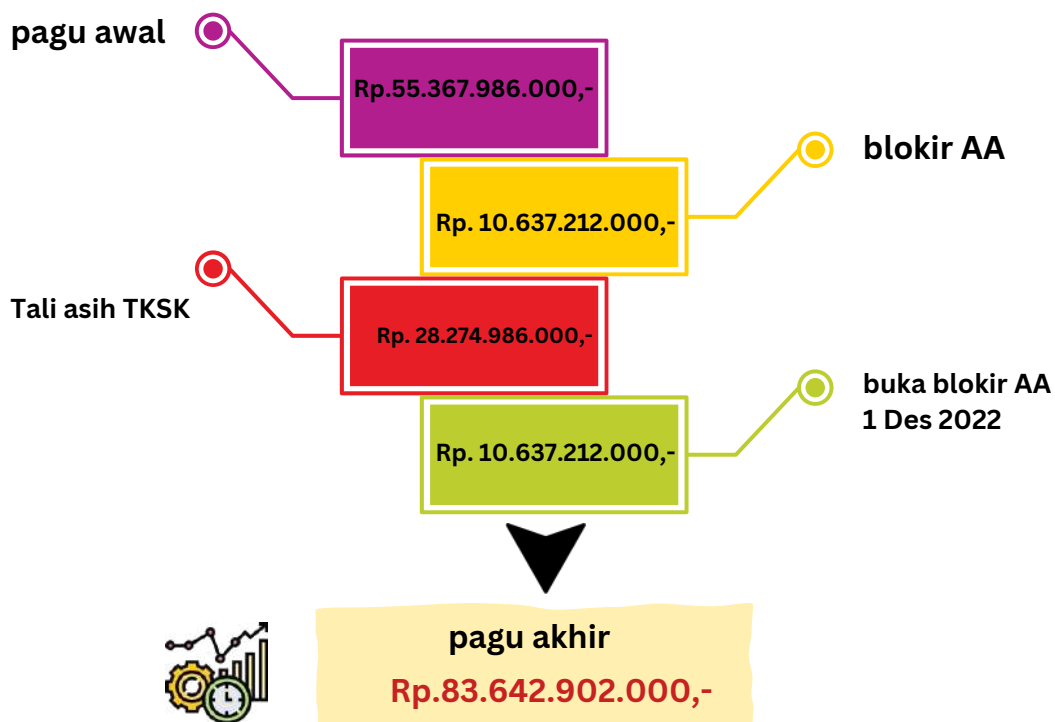 pagu awal
Rp.55.367.986.000,-
blokir AA
Rp. 10.637.212.000,-
Tali asih TKSK
Rp. 28.274.986.000,-
buka blokir AA
1 Des 2022
Rp. 10.637.212.000,-
pagu akhir
Rp.83.642.902.000,-